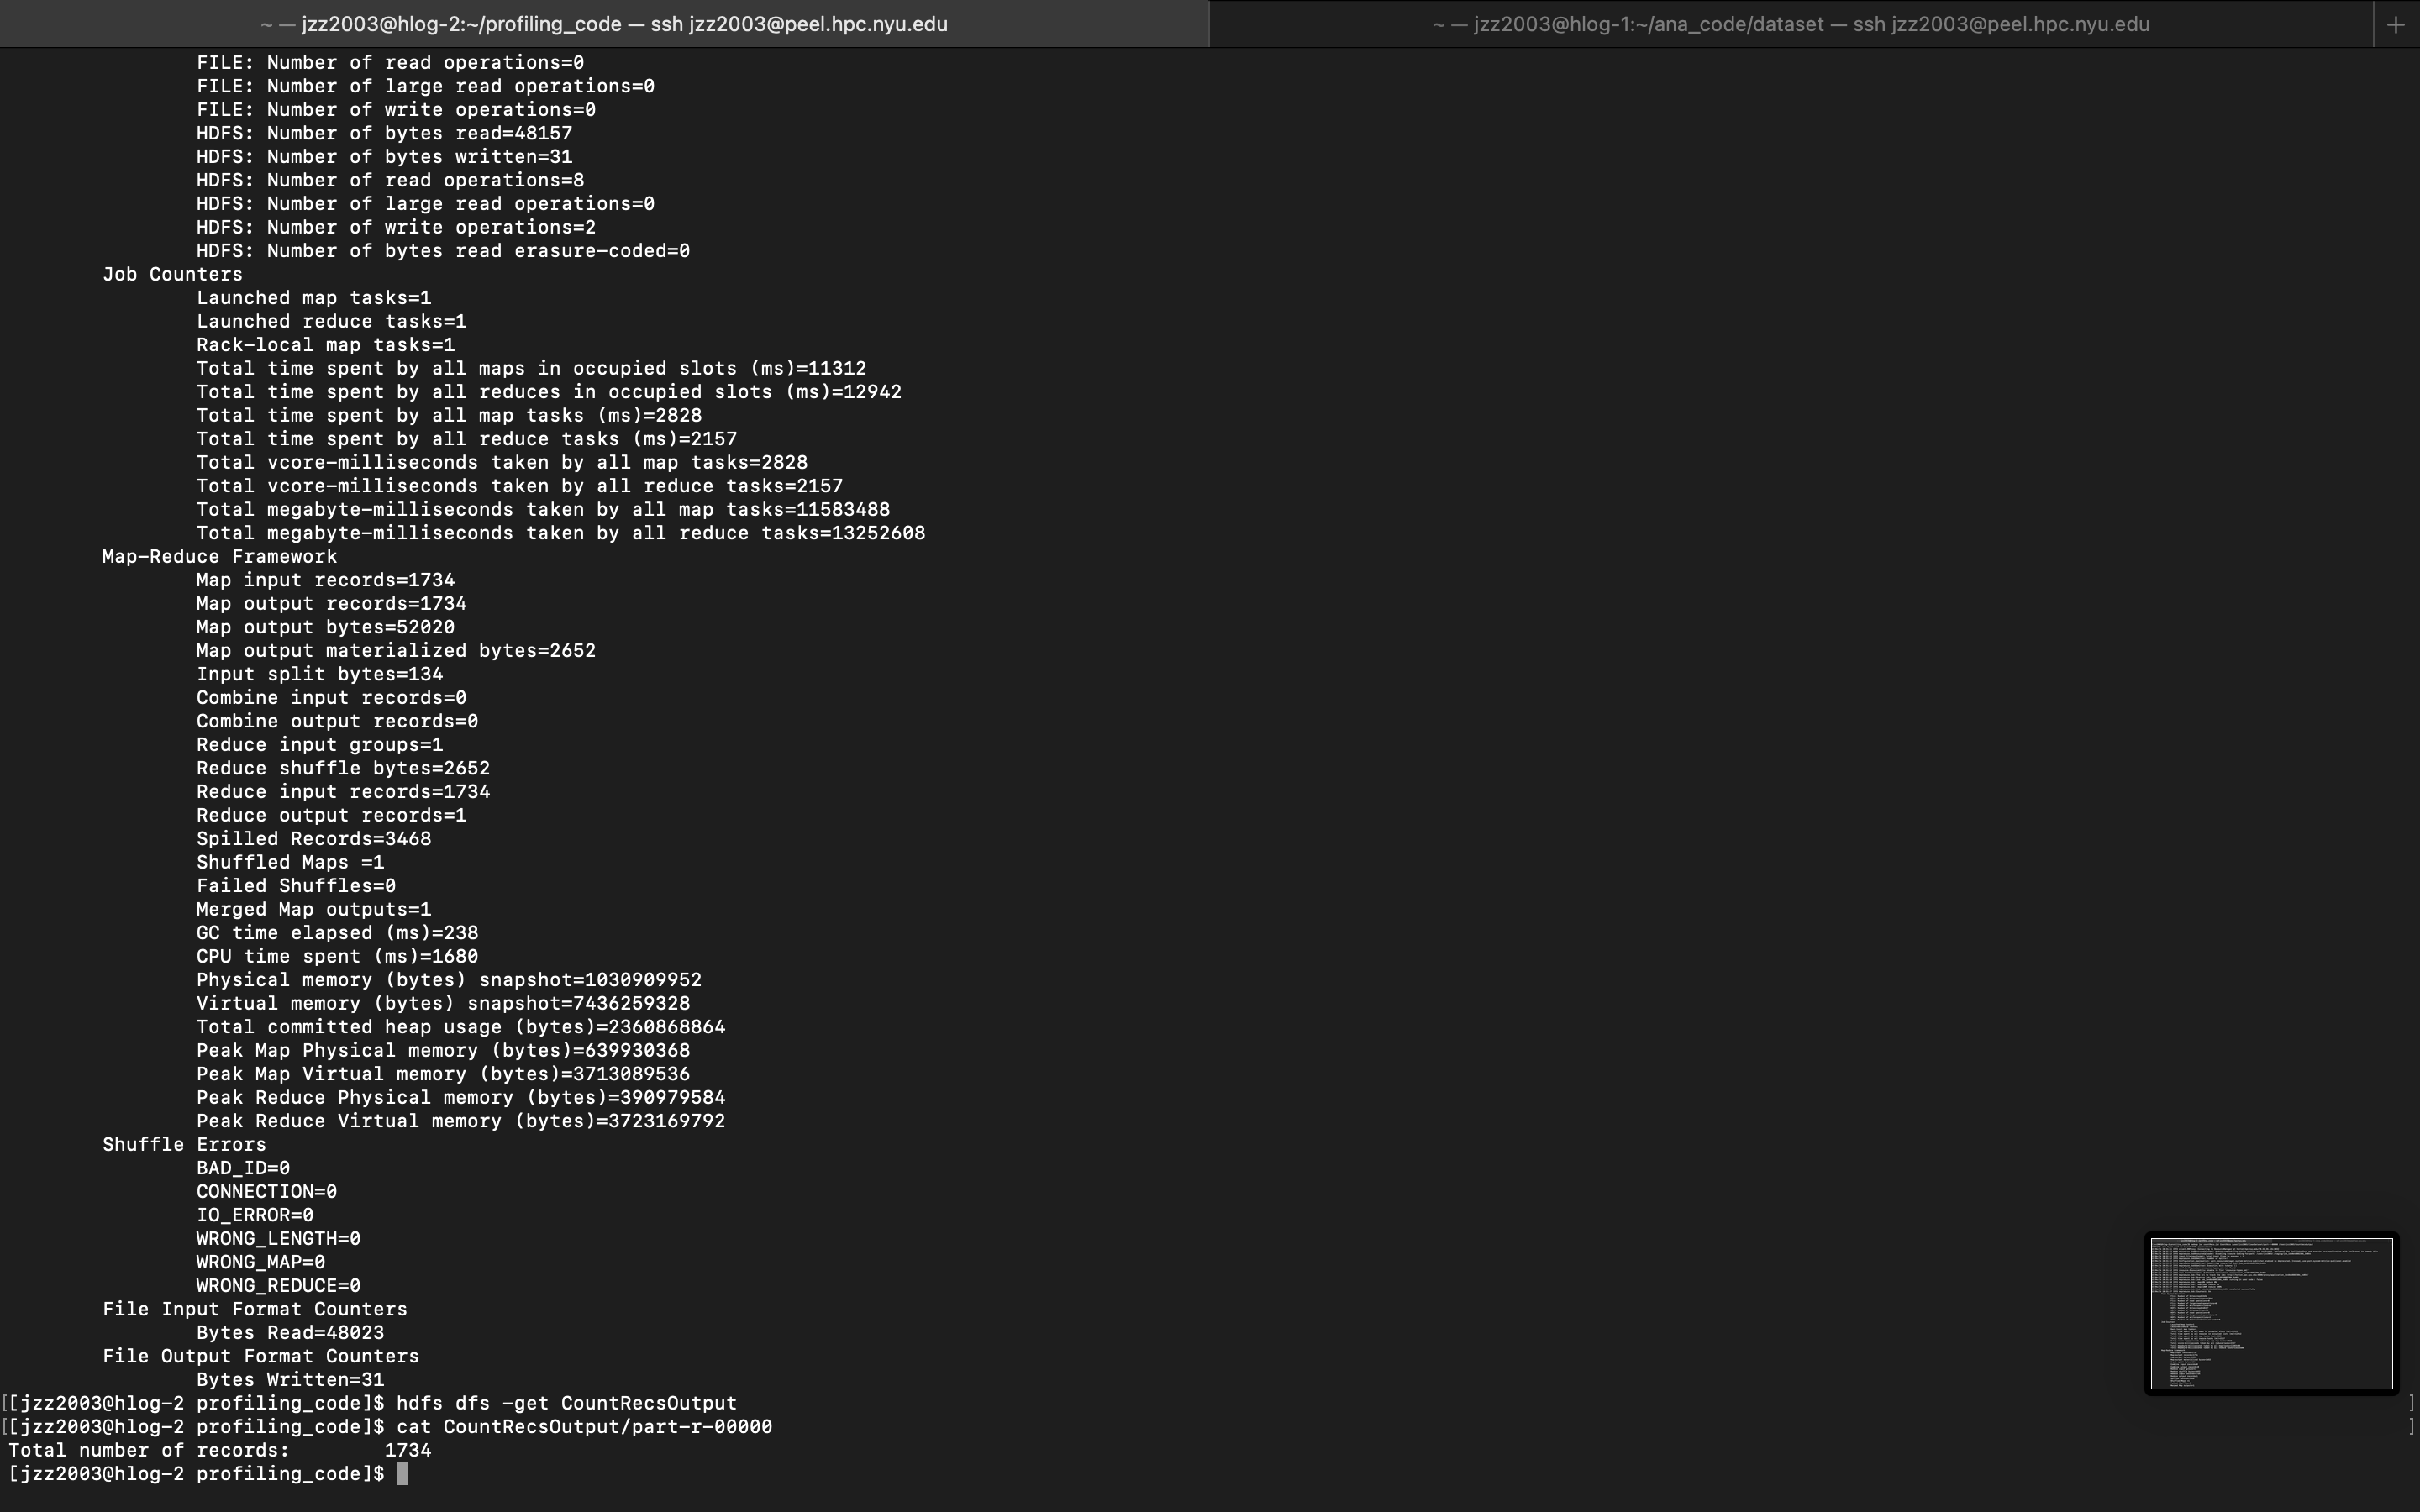 ~ — jzz2003@hlog-2:~/profiling_code — ssh jzz2003@peel.hpc.nyu.edu
~ — jzz2003@hlog-1:~/ana_code/dataset — ssh jzz2003@peel.hpc.nyu.edu
+
FILE: Number of read operations=0
FILE: Number of large read operations=0
FILE: Number of write operations=0
HDFS: Number of bytes read=48157
HDFS: Number of bytes written=31
HDFS: Number of read operations=8
HDFS: Number of large read operations=0
HDFS: Number of write operations=2
HDFS: Number of bytes read erasure-coded=0
Job Counters
Launched map tasks=1
Launched reduce tasks=1
Rack-local map tasks=1
Total time spent by all maps in occupied slots (ms)=11312
Total time spent by all reduces in occupied slots (ms)=12942
Total time spent by all map tasks (ms)=2828
Total time spent by all reduce tasks (ms)=2157
Total vcore-milliseconds taken by all map tasks=2828
Total vcore-milliseconds taken by all reduce tasks=2157
Total megabyte-milliseconds taken by all map tasks=11583488
Total megabyte-milliseconds taken by all reduce tasks=13252608
Map-Reduce Framework
Map input records=1734
Map output records=1734
Map output bytes=52020
Map output materialized bytes=2652
Input split bytes=134
Combine input records=0
Combine output records=0
Reduce input groups=1
Reduce shuffle bytes=2652
Reduce input records=1734
Reduce output records=1
Spilled Records=3468
Shuffled Maps =1
Failed Shuffles=0
Merged Map outputs=1
GC time elapsed (ms)=238
CPU time spent (ms)=1680
Physical memory (bytes) snapshot=1030909952
Virtual memory (bytes) snapshot=7436259328
Total committed heap usage (bytes)=2360868864
Peak Map Physical memory (bytes)=639930368
Peak Map Virtual memory (bytes)=3713089536
Peak Reduce Physical memory (bytes)=390979584
Peak Reduce Virtual memory (bytes)=3723169792
Shuffle Errors
BAD_ID=0
CONNECTION=0
IO_ERROR=0
WRONG_LENGTH=0
WRONG_MAP=0
WRONG_REDUCE=0
File Input Format Counters
Bytes Read=48023
File Output Format Counters
Bytes Written=31
[[jzz2003@hlog-2 profiling_code]$ hdfs dfs -get CountRecsOutput ]
[[jzz2003@hlog-2 profiling_code]$ cat CountRecsOutput/part-r-00000 ]
Total number of records: 1734
[jzz2003@hlog-2 profiling_code]$